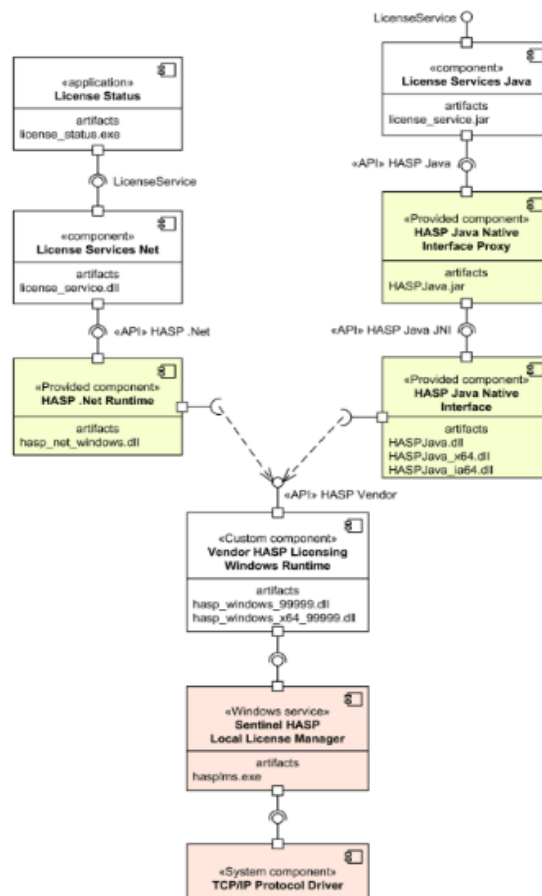 LicenseService
«application»
License Status
artifacts
license_status.exe
LicenseService
«component»
License Services Net
artifacts
license_service.dll
«API» HASP .Net
«Provided component»
HASP .Net Runtime
artifacts
hasp_net_windows.dll
«component»
License Services Java
artifacts
license_service.jar
«API» HASP Java
«Provided component»
HASP Java Native
Interface Proxy
artifacts
HASPJava.jar
«API» HASP Java JNI
«Provided component»
HASP Java Native
Interface
artifacts
HASPJava.dll
HASPJava_x64.dll
HASPJava_ia64.dll
«API» HASP Vendor
«Custom component»
Vendor HASP Licensing
Windows Runtime
artifacts
hasp_windows_99999.dll
hasp_windows_x64_99999.dll
«Windows service»
Sentinel HASP
Local License Manager
artifacts
hasplms.exe
«System component»
TCP/IP Protocol Driver